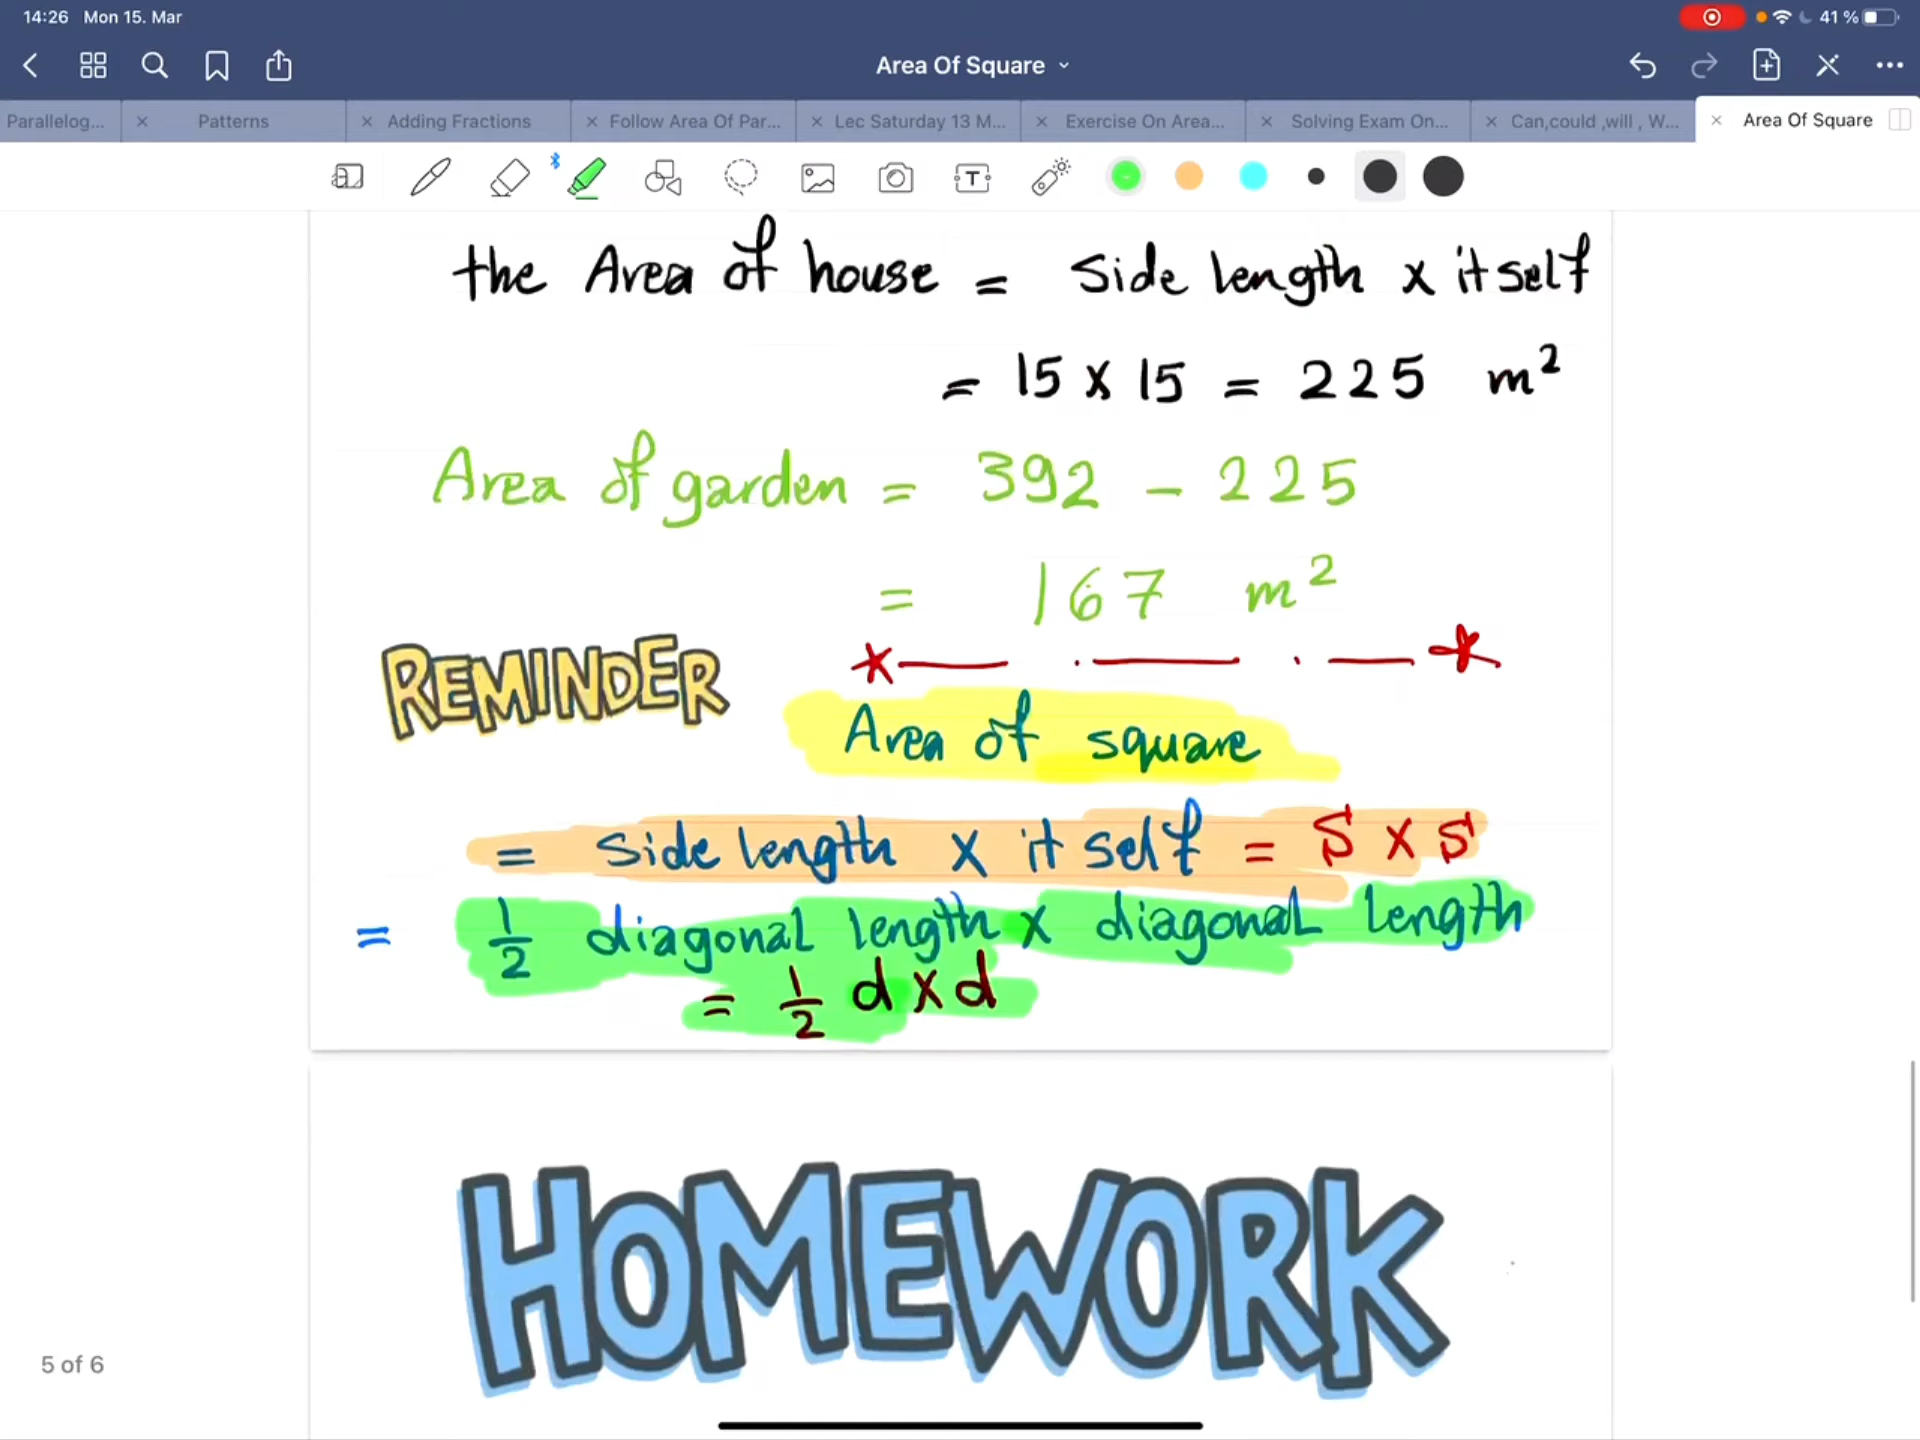 14:26 Mon 15. Mar
41 %
Area Of Square
Parallelog... Patterns Adding Fractions Follow Area Of Par... Lec Saturday 13 M... Exercise On Area... Solving Exam On... Can,could ,will , W... Area Of Square
the Area of house = Side length x itself
= 15 x 15 = 225 m²
Area of garden = 392 - 225
= 167 m²
REMINDER
Area of square
= side length x it self = S x S
= 1/2 diagonal length x diagonal length
= 1/2 d x d
HOMEWORK
5 of 6